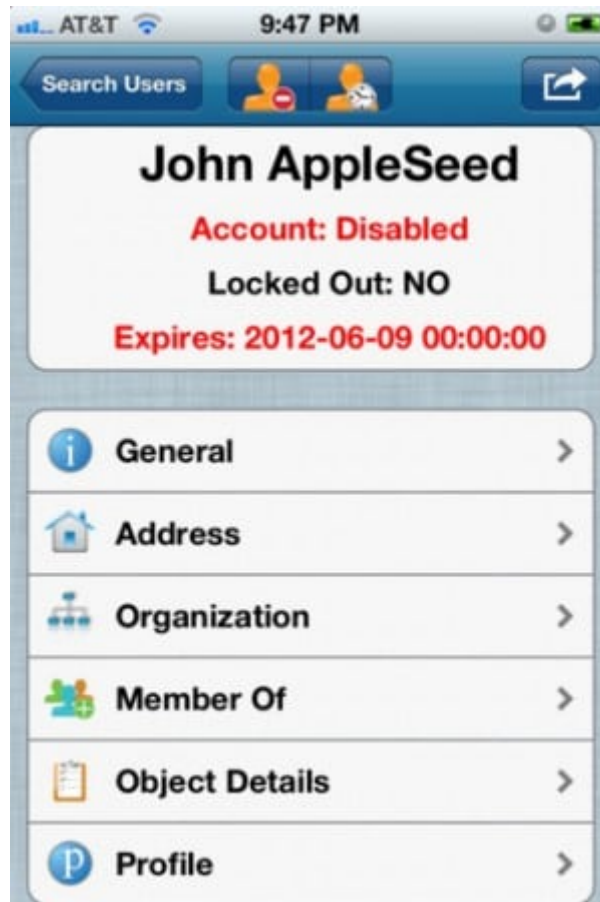 AT&T 9:47 PM
Search Users
John AppleSeed
Account: Disabled
Locked Out: NO
Expires: 2012-06-09 00:00:00
General
Address
Organization
Member Of
Object Details
Profile